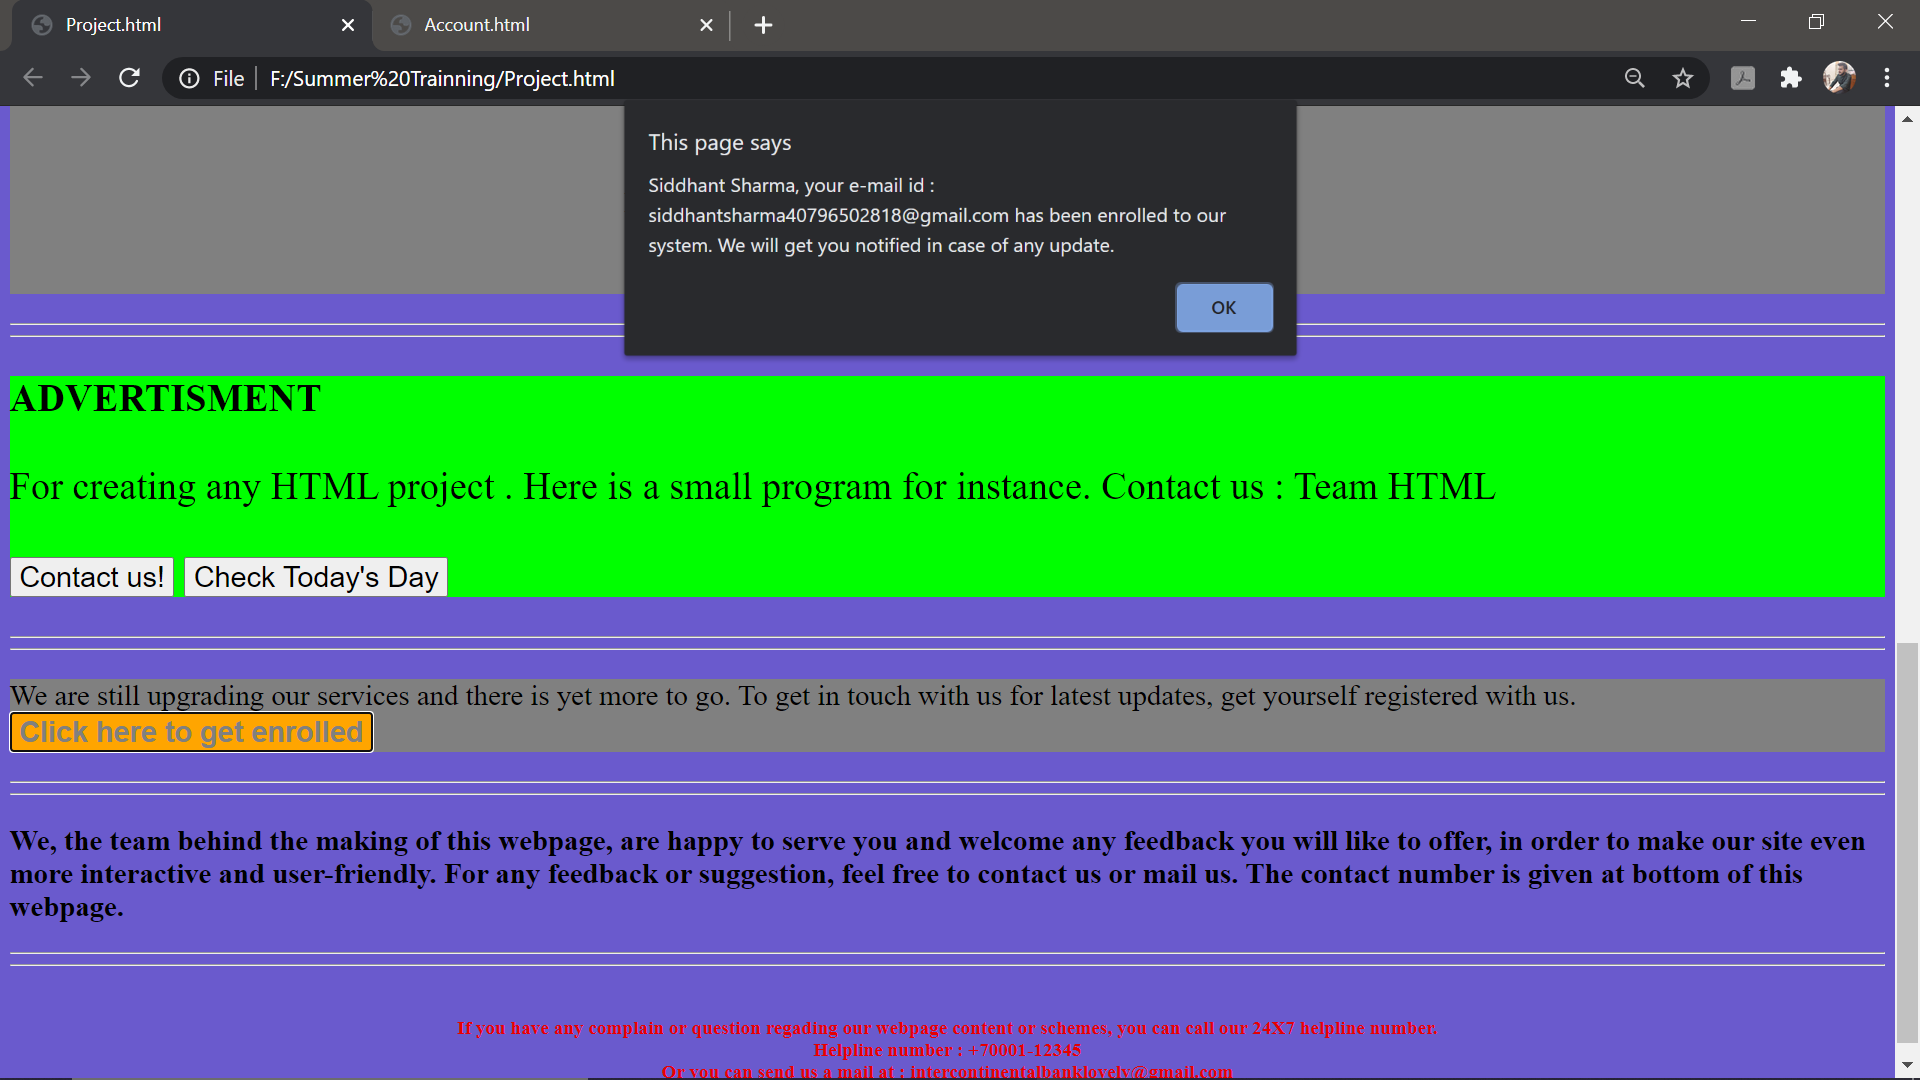 Project.html
Account.html
File
F:/Summer%20Trainning/Project.html
This page says
Siddhant Sharma, your e-mail id :
siddhantsharma40796502818@gmail.com has been enrolled to our
system. We will get you notified in case of any update.
OK
ADVERTISMENT
For creating any HTML project . Here is a small program for instance. Contact us : Team HTML
Contact us! Check Today's Day
We are still upgrading our services and there is yet more to go. To get in touch with us for latest updates, get yourself registered with us.
Click here to get enrolled
We, the team behind the making of this webpage, are happy to serve you and welcome any feedback you will like to offer, in order to make our site even
more interactive and user-friendly. For any feedback or suggestion, feel free to contact us or mail us. The contact number is given at bottom of this
webpage.
If you have any complain or question regading our webpage content or schemes, you can call our 24X7 helpline number.
Helpline number : +70001-12345
Or you can send us a mail at : intercontinentalbanklovely@gmail.com